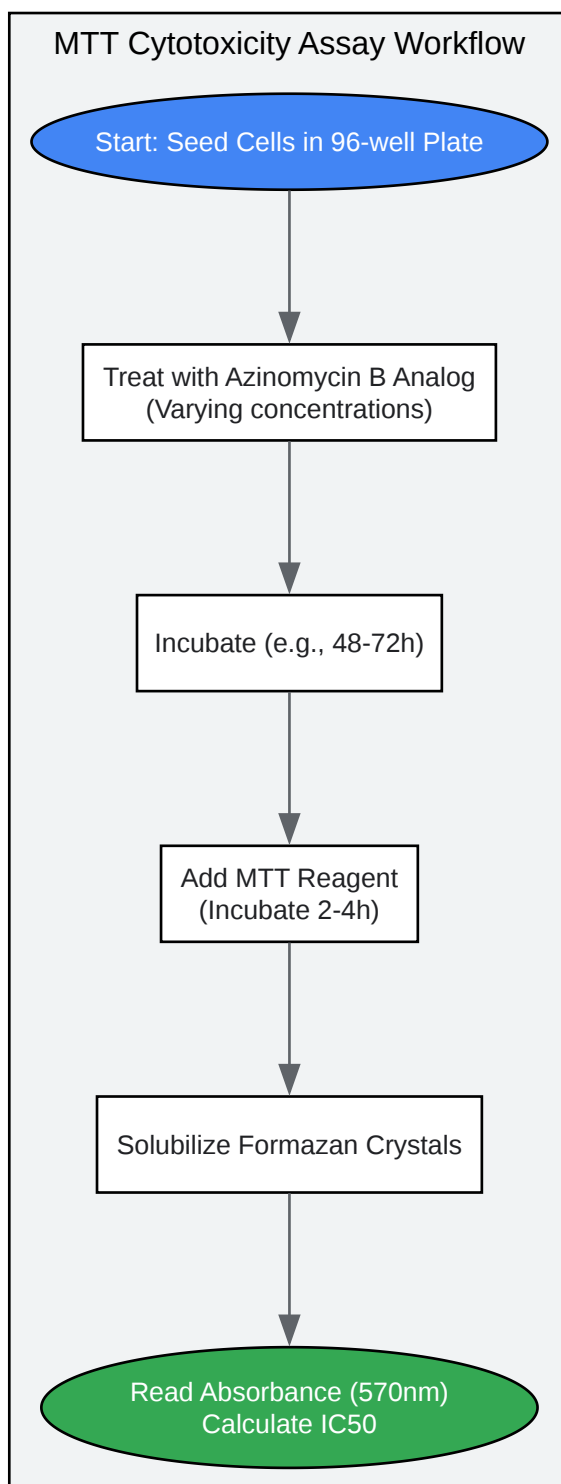 MTT Cytotoxicity Assay Workflow
Start: Seed Cells in 96-well Plate
Treat with Azinomycin B Analog
(Varying concentrations)
Incubate (e.g., 48-72h)
Add MTT Reagent
(Incubate 2-4h)
Solubilize Formazan Crystals
Read Absorbance (570nm)
Calculate IC50